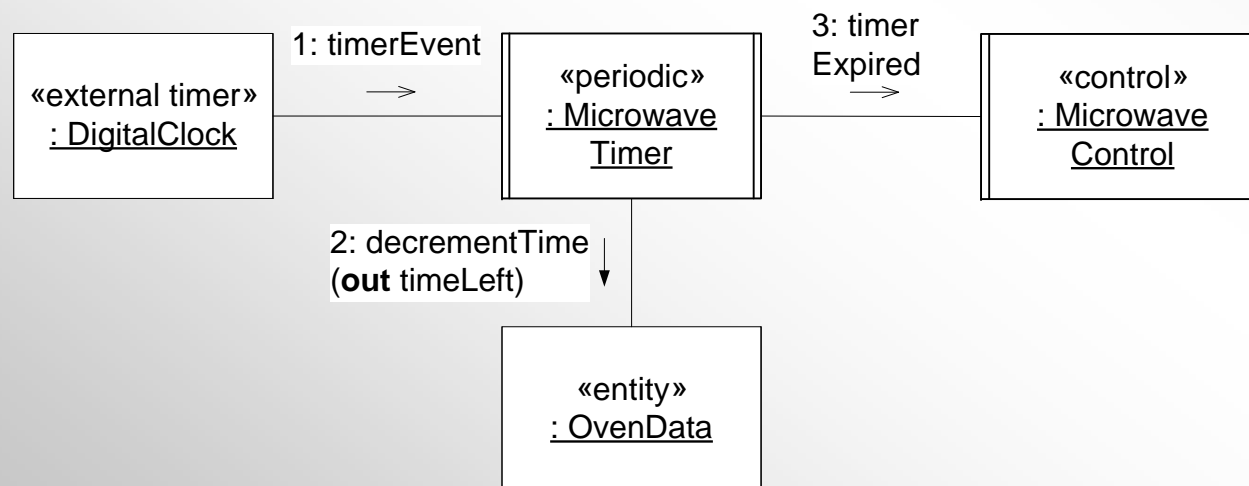 1: timerEvent
3: timer
Expired
«external timer»
: DigitalClock
«periodic»
: Microwave
Timer
«control»
: Microwave
Control
2: decrementTime
(out timeLeft)
«entity»
: OvenData